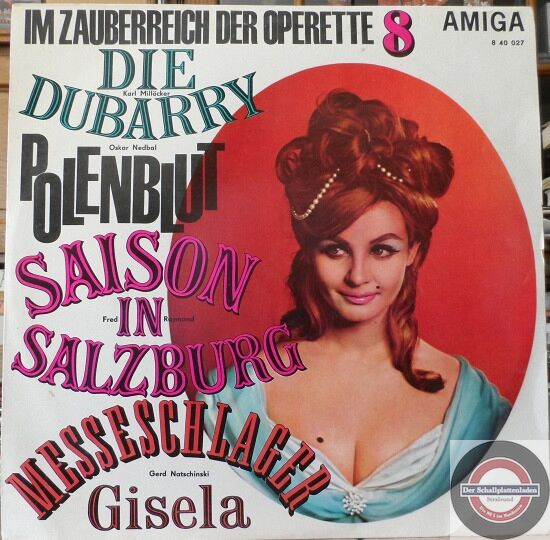 IM ZAUBERREICH DER OPERETTE 8
AMIGA
8 40 027
DIE
Karl Millöcker
DUBARRY
Oskar Nedbal
POLENBLUT
SAISON
Fred Raymond
IN
SALZBURG
MESSESCHLAGER
Gerd Natschinski
Gisela
Der Schallplattenladen
Stralsund